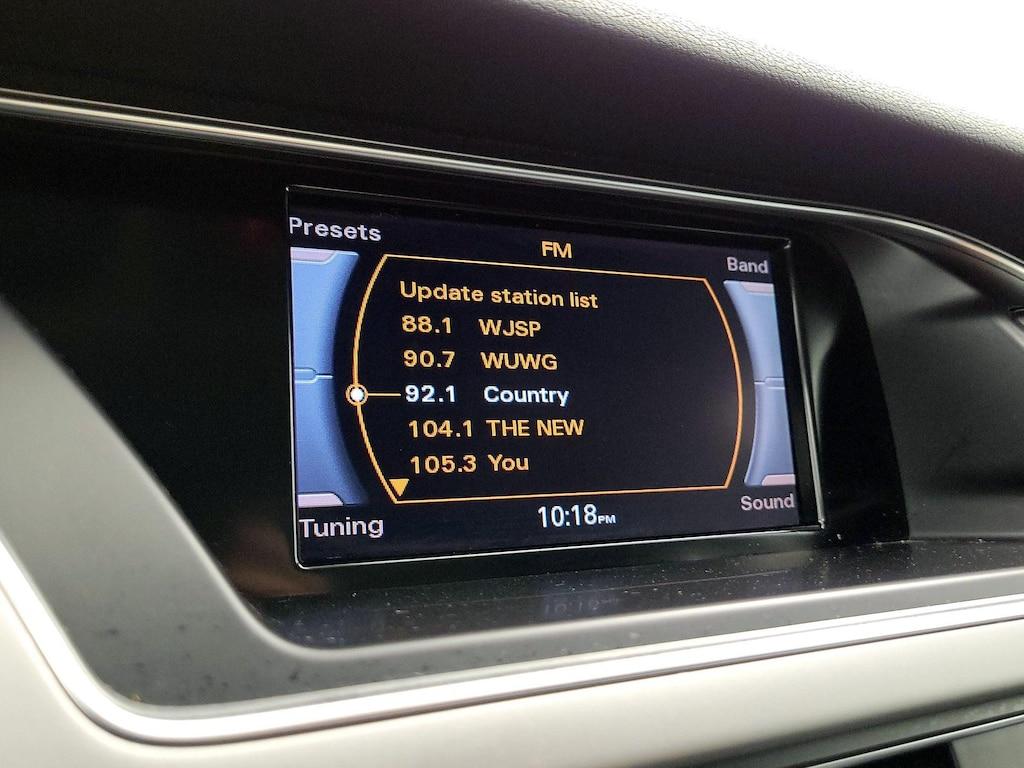 Presets
FM
Band
Update station list
88.1 WJSP
90.7 WUWG
92.1 Country
104.1 THE NEW
105.3 You
Tuning
10:18PM
Sound